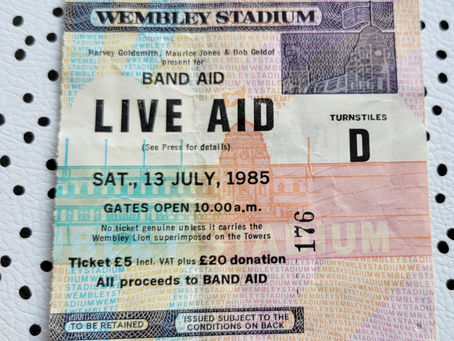 WEMBLEY STADIUM
Harvey Goldsmith, Maurice Jones & Bob Geldof
present for
BAND AID
LIVE AID
(See Press for details)
TURNSTILES
D
SAT., 13 JULY, 1985
GATES OPEN 10.00 a.m.
No ticket genuine unless it carries the
Wembley Lion superimposed on the Towers
176
Ticket £5 incl. VAT plus £20 donation
All proceeds to BAND AID
TO BE RETAINED
ISSUED SUBJECT TO THE
CONDITIONS ON BACK